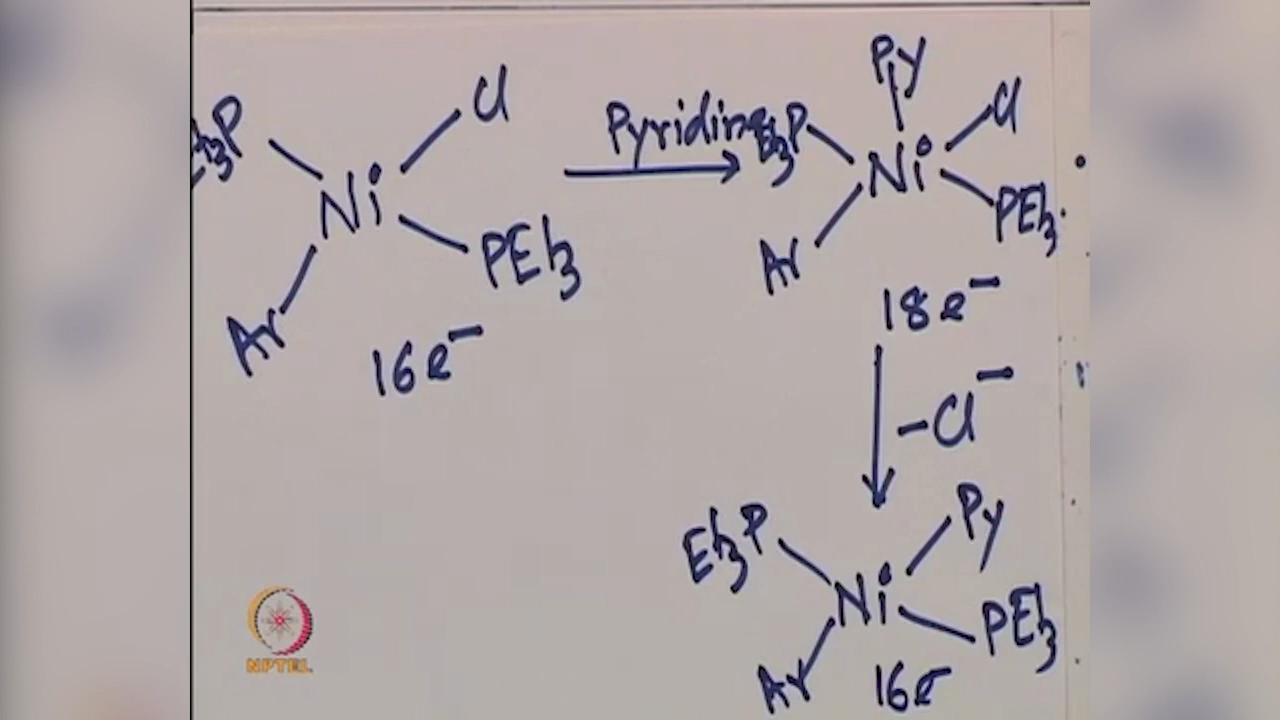 Et3P Ni Cl
PEt3
Ar
16e−
Pyridine
Py
Et3P Ni Cl
PEt3
Ar
18e−
−Cl−
Et3P Ni Py
PEt3
Ar
16e−
NPTEL